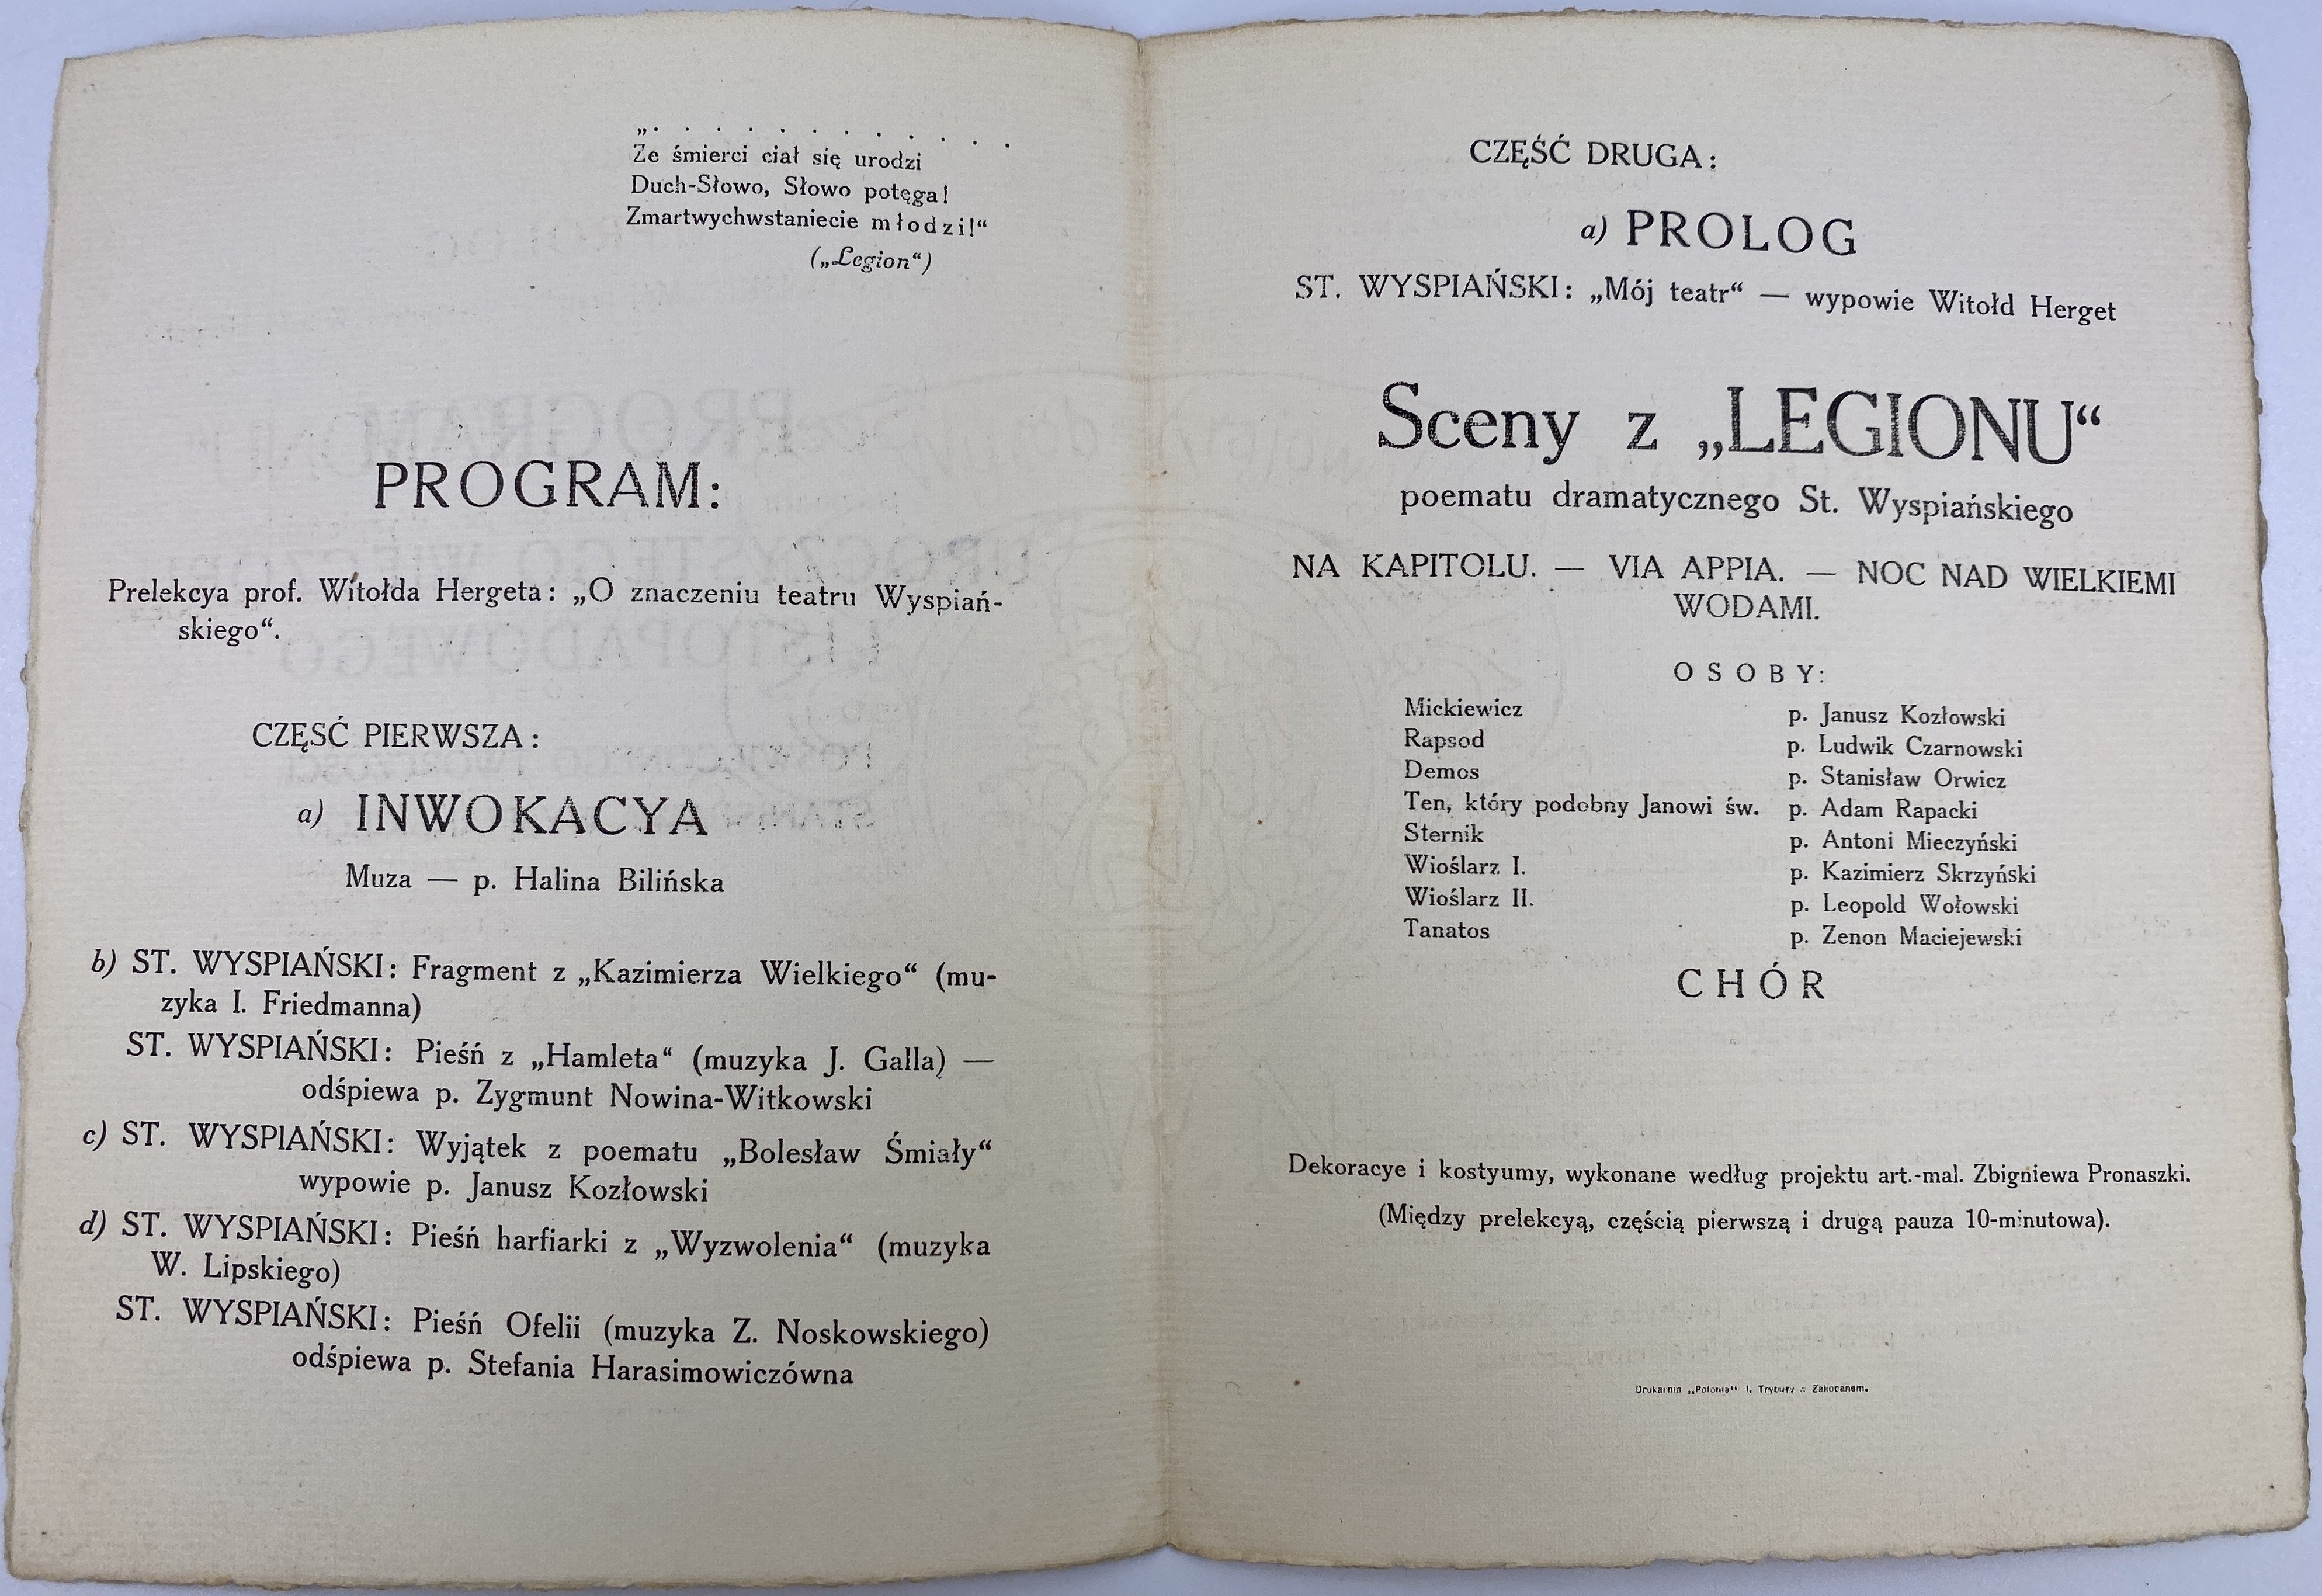 „. . . . . . . . . . . .
Ze śmierci ciał się urodzi
Duch-Słowo, Słowo potęga!
Zmartwychwstaniecie młodzi!“
(„Legion“)
PROGRAM:
Prelekcya prof. Witołda Hergeta: „O znaczeniu teatru Wyspiań-
skiego“.
CZĘSĆ PIERWSZA:
a) INWOKACYA
Muza — p. Halina Bilińska
b) ST. WYSPIAŃSKI: Fragment z „Kazimierza Wielkiego“ (mu-
zyka I. Friedmanna)
ST. WYSPIAŃSKI: Pieśń z „Hamleta“ (muzyka J. Galla) —
odśpiewa p. Zygmunt Nowina-Witkowski
c) ST. WYSPIAŃSKI: Wyjątek z poematu „Bolesław Śmiały“
wypowie p. Janusz Kozłowski
d) ST. WYSPIAŃSKI: Pieśń harfiarki z „Wyzwolenia“ (muzyka
W. Lipskiego)
ST. WYSPIAŃSKI: Pieśń Ofelii (muzyka Z. Noskowskiego)
odśpiewa p. Stefania Harasimowiczówna
CZĘŚĆ DRUGA:
a) PROLOG
ST. WYSPIAŃSKI: „Mój teatr“ — wypowie Witołd Herget
Sceny z „LEGIONU“
poematu dramatycznego St. Wyspiańskiego
NA KAPITOLU. — VIA APPIA. — NOC NAD WIELKIEMI
WODAMI.
OSOBY:
Mickiewicz p. Janusz Kozłowski
Rapsod p. Ludwik Czarnowski
Demos p. Stanisław Orwicz
Ten, który podobny Janowi św. p. Adam Rapacki
Sternik p. Antoni Mieczyński
Wioślarz I. p. Kazimierz Skrzyński
Wioślarz II. p. Leopold Wołowski
Tanatos p. Zenon Maciejewski
CHÓR
Dekoracye i kostyumy, wykonane według projektu art.-mal. Zbigniewa Pronaszki.
(Między prelekcyą, częścią pierwszą i drugą pauza 10-minutowa).
„Polonia“ Trybuły Zakopanem.